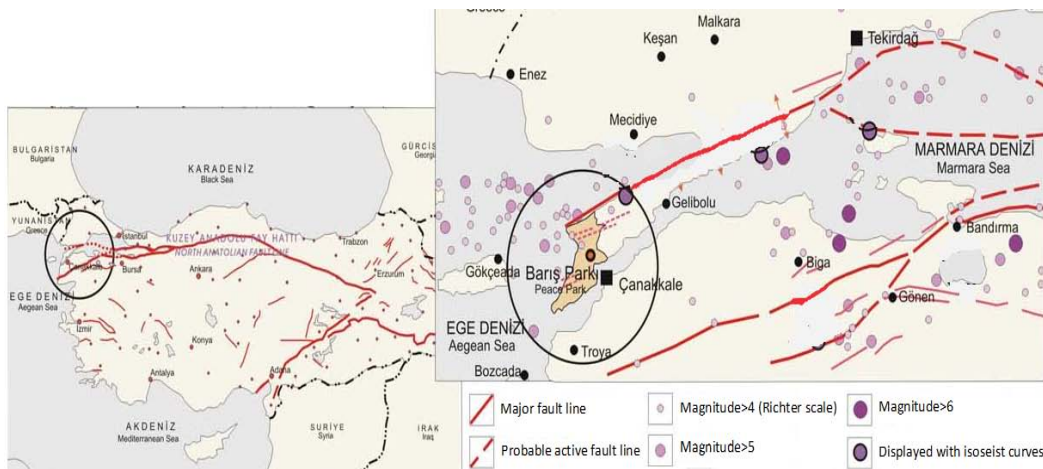 BULGARİSTAN
Bulgaria
KARADENİZ
Black Sea
GÜRCİS
Georgia
YUNANİSTAN
Greece
İstanbul
KUZEY ANADOLU FAY HATTI
NORTH ANATOLIAN FAULT LINE
Trabzon
Çanakkale
Bursa
Ankara
Erzurum
EGE DENİZİ
Aegean Sea
İzmir
Konya
Antalya
Adana
AKDENİZ
Mediterranean Sea
SURİYE
Syria
IRAK
Iraq
Greece
Malkara
Keşan
Tekirdağ
Enez
Mecidiye
MARMARA DENİZİ
Marmara Sea
Gelibolu
Bandırma
Gökçeada
Barış Parkı
Peace Park
Çanakkale
Biga
Gönen
EGE DENİZİ
Aegean Sea
Troya
Bozcada
Major fault line
Magnitude>4 (Richter scale)
Magnitude>6
Probable active fault line
Magnitude>5
Displayed with isoseist curves